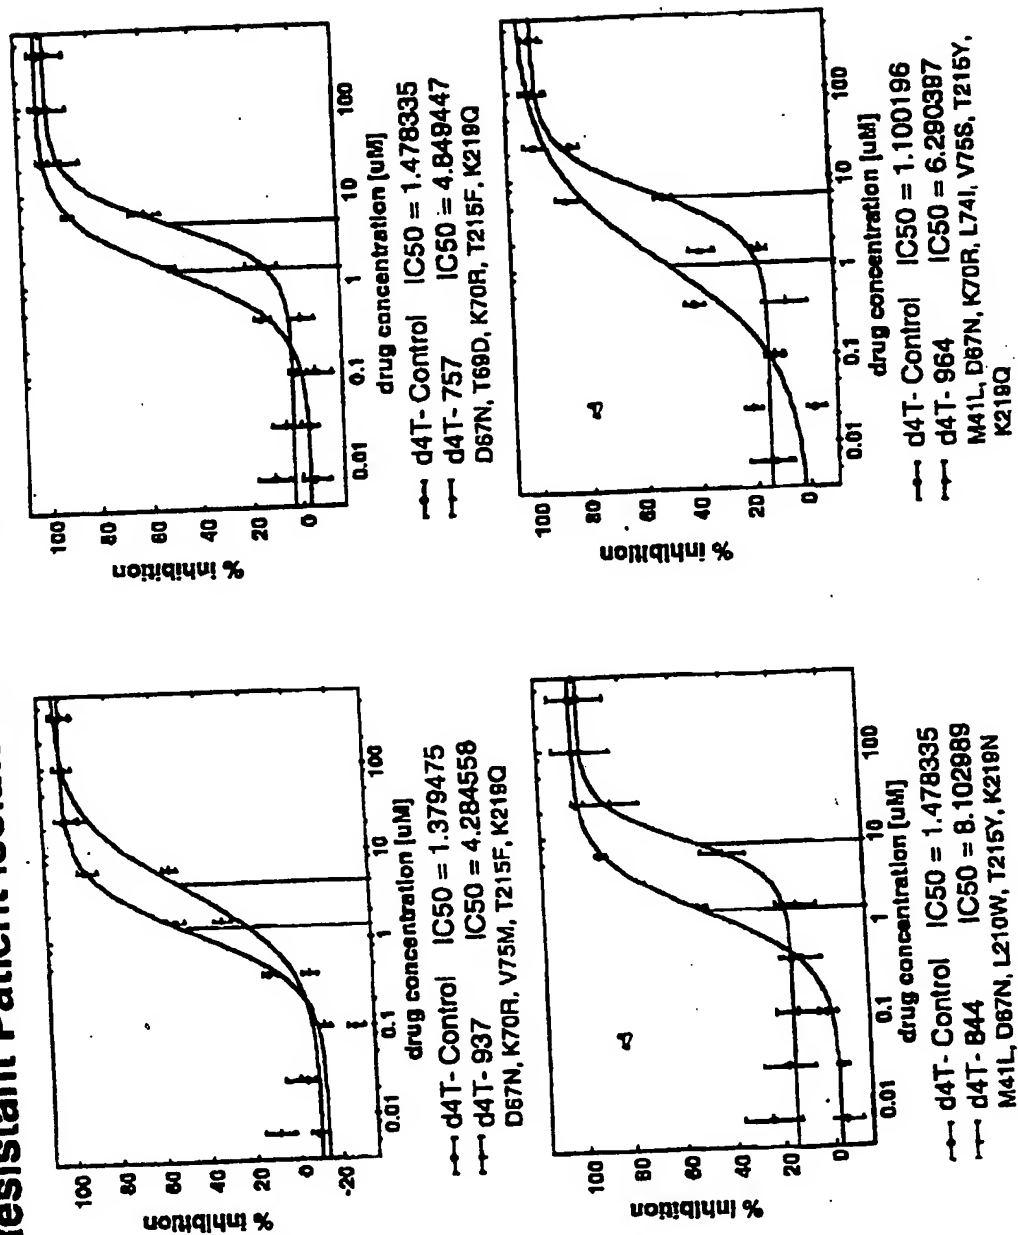 Patient
100
80
60
40
20
0
-20
% inhibition
0.01
0.1
1
10
100
drug concentration [uM]
d4T- Control IC50 = 1.379475
d4T- 937 IC50 = 4.284558
D67N, K70R, V75M, T215F, K219Q
100
80
60
40
20
0
% inhibition
0.01
0.1
1
10
100
drug concentration [uM]
d4T- Control IC50 = 1.478335
d4T- 757 IC50 = 4.849447
D67N, T69D, K70R, T215F, K219Q
100
80
60
40
20
0
% inhibition
0.01
0.1
1
10
100
drug concentration [uM]
d4T- Control IC50 = 1.478335
d4T- 844 IC50 = 8.102989
M41L, D67N, L210W, T215Y, K219N
100
80
60
40
20
0
% inhibition
0.01
0.1
1
10
100
drug concentration [uM]
d4T- Control IC50 = 1.100196
d4T- 964 IC50 = 6.290397
M41L, D67N, K70R, L74I, V75S, T215Y,
K219Q